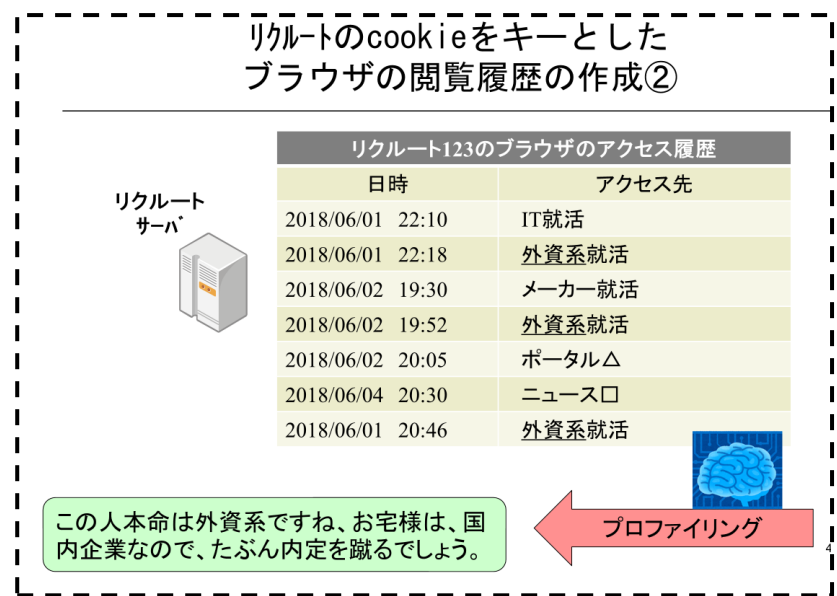 ﾘｸﾙｰﾄのcookieをキーとした
ブラウザの閲覧履歴の作成②
リクルート
サーバ
リクルート123のブラウザのアクセス履歴
日時 アクセス先
2018/06/01 22:10 IT就活
2018/06/01 22:18 外資系就活
2018/06/02 19:30 メーカー就活
2018/06/02 19:52 外資系就活
2018/06/02 20:05 ポータル△
2018/06/04 20:30 ニュース□
2018/06/01 20:46 外資系就活
この人本命は外資系ですね、お宅様は、国
内企業なので、たぶん内定を蹴るでしょう。
プロファイリング
4